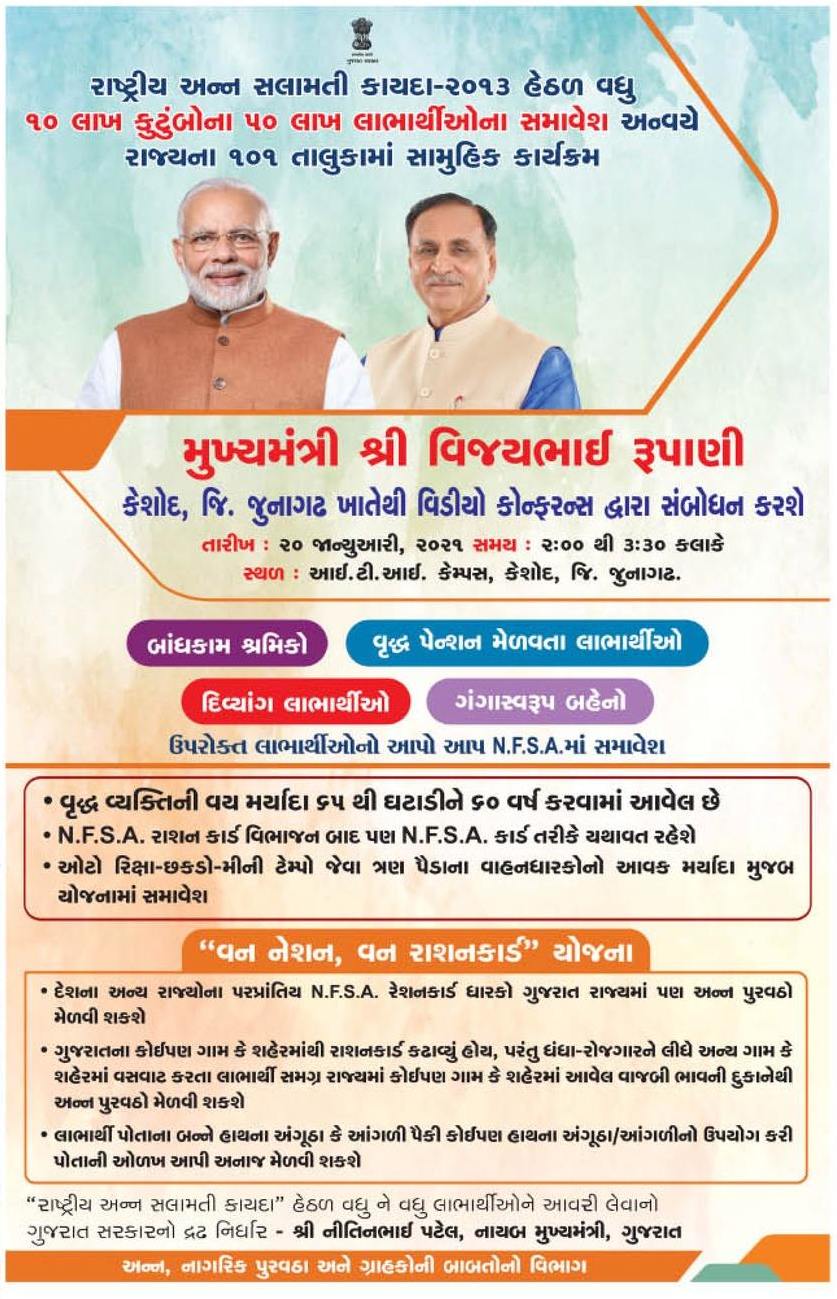 ગુજરાત સરકાર
રાષ્ટ્રીય અન્ન સલામતી કાયદા-૨૦૧૩ હેઠળ વધુ
૧૦ લાખ કુટુંબોના ૫૦ લાખ લાભાર્થીઓના સમાવેશ અન્વયે
રાજ્યના ૧૦૧ તાલુકામાં સામુહિક કાર્યક્રમ
મુખ્યમંત્રી શ્રી વિજયભાઈ રૂપાણી
કેશોદ, જિ. જુનાગઢ ખાતેથી વિડીયો કોન્ફરન્સ દ્વારા સંબોધન કરશે
તારીખ : ૨૦ જાન્યુઆરી, ૨૦૨૧ સમય : ૨:૦૦ થી ૩:૩૦ કલાકે
સ્થળ : આઈ.ટી.આઈ. કેમ્પસ, કેશોદ, જિ. જુનાગઢ.
બાંધકામ શ્રમિકો વૃદ્ધ પેન્શન મેળવતા લાભાર્થીઓ
દિવ્યાંગ લાભાર્થીઓ ગંગાસ્વરૂપ બહેનો
ઉપરોક્ત લાભાર્થીઓનો આપો આપ N.F.S.A.માં સમાવેશ
• વૃદ્ધ વ્યક્તિની વય મર્યાદા ૬૫ થી ઘટાડીને ૬૦ વર્ષ કરવામાં આવેલ છે
• N.F.S.A. રાશન કાર્ડ વિભાજન બાદ પણ N.F.S.A. કાર્ડ તરીકે યથાવત રહેશે
• ઓટો રિક્ષા-છકડો-મીની ટેમ્પો જેવા ત્રણ પૈડાના વાહનધારકોનો આવક મર્યાદા મુજબ
યોજનામાં સમાવેશ
“વન નેશન, વન રાશનકાર્ડ” યોજના
• દેશના અન્ય રાજ્યોના પરપ્રાંતિય N.F.S.A. રેશનકાર્ડ ધારકો ગુજરાત રાજ્યમાં પણ અન્ન પુરવઠો
મેળવી શકશે
• ગુજરાતના કોઈપણ ગામ કે શહેરમાંથી રાશનકાર્ડ કઢાવ્યું હોય, પરંતુ ધંધા-રોજગારને લીધે અન્ય ગામ કે
શહેરમાં વસવાટ કરતા લાભાર્થી સમગ્ર રાજ્યમાં કોઈપણ ગામ કે શહેરમાં આવેલ વાજબી ભાવની દુકાનેથી
અન્ન પુરવઠો મેળવી શકશે
• લાભાર્થી પોતાના બન્ને હાથના અંગૂઠા કે આંગળી પૈકી કોઈપણ હાથના અંગૂઠા/આંગળીનો ઉપયોગ કરી
પોતાની ઓળખ આપી અનાજ મેળવી શકશે
“રાષ્ટ્રીય અન્ન સલામતી કાયદા” હેઠળ વધુ ને વધુ લાભાર્થીઓને આવરી લેવાનો
ગુજરાત સરકારનો દ્રઢ નિર્ધાર - શ્રી નીતિનભાઈ પટેલ, નાયબ મુખ્યમંત્રી, ગુજરાત
અન્ન, નાગરિક પુરવઠા અને ગ્રાહકોની બાબતોનો વિભાગ